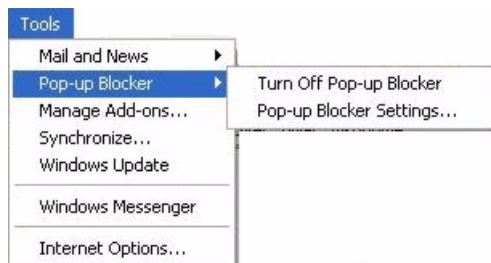 Tools
Mail and News
Pop-up Blocker
Turn Off Pop-up Blocker
Manage Add-ons...
Pop-up Blocker Settings...
Synchronize...
Windows Update
Windows Messenger
Internet Options...